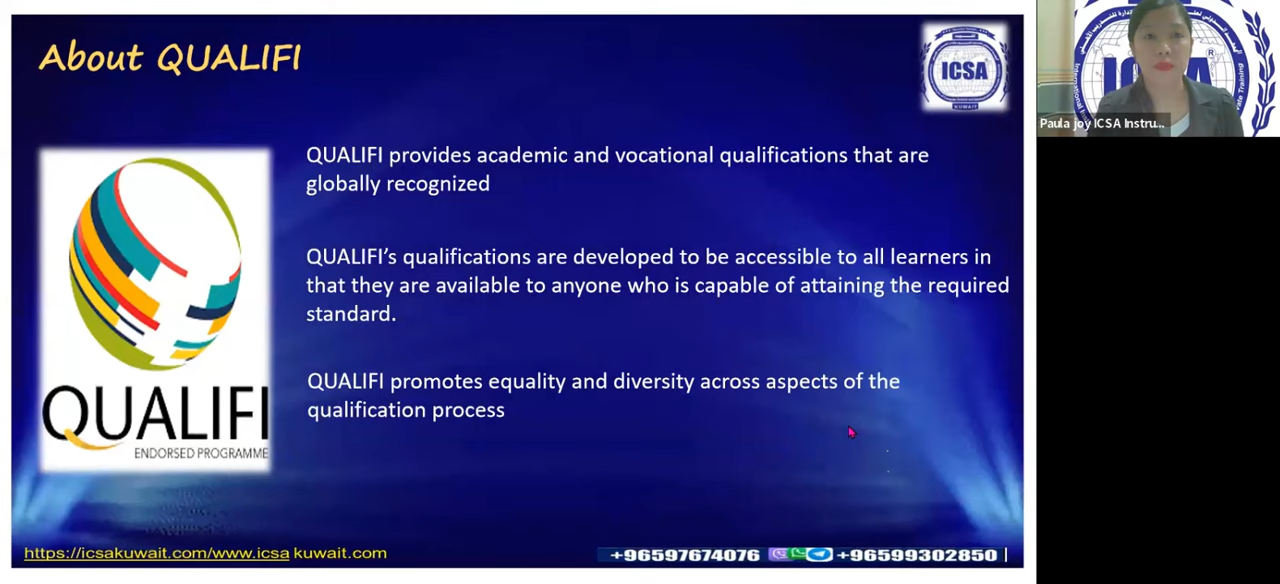 About QUALIFI
ICSA
KUWAIT
QUALIFI provides academic and vocational qualifications that are
globally recognized
QUALIFI's qualifications are developed to be accessible to all learners in
that they are available to anyone who is capable of attaining the required
standard.
QUALIFI promotes equality and diversity across aspects of the
qualification process
QUALIFI
ENDORSED PROGRAMME
https://icsakuwait.com/www.icsa kuwait.com
+96597674076 +96599302850 |
Paula joy ICSA Instru...